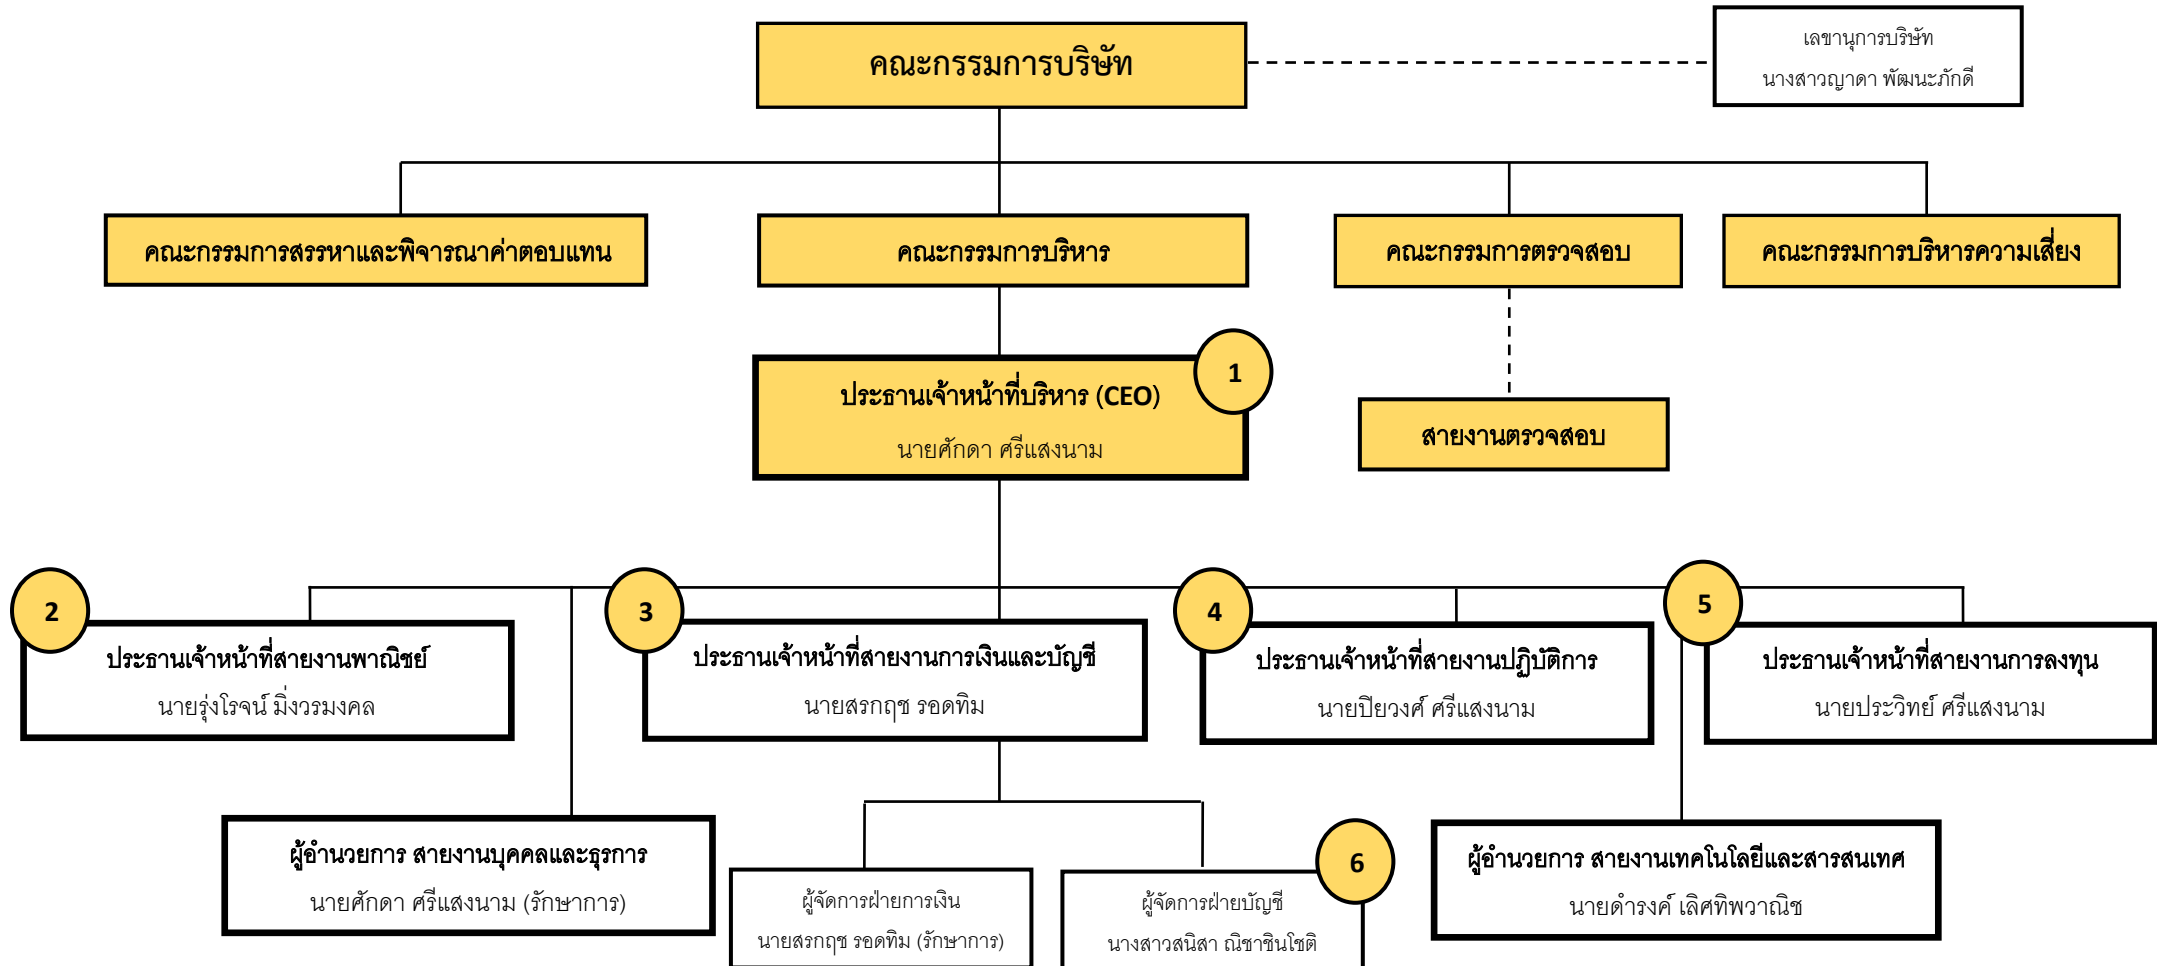 คณะกรรมการบริษัท
เลขานุการบริษัท
นางสาวญาดา พัฒนะภักดี
คณะกรรมการสรรหาและพิจารณาค่าตอบแทน
คณะกรรมการบริหาร
คณะกรรมการตรวจสอบ
คณะกรรมการบริหารความเสี่ยง
1
ประธานเจ้าหน้าที่บริหาร (CEO)
นายศักดา ศรีแสงนาม
สายงานตรวจสอบ
2
ประธานเจ้าหน้าที่สายงานพาณิชย์
นายรุ่งโรจน์ มิ่งวรมงคล
3
ประธานเจ้าหน้าที่สายงานการเงินและบัญชี
นายสรกฤช รอดทิม
4
ประธานเจ้าหน้าที่สายงานปฏิบัติการ
นายปิยวงศ์ ศรีแสงนาม
5
ประธานเจ้าหน้าที่สายงานการลงทุน
นายประวิทย์ ศรีแสงนาม
ผู้อำนวยการ สายงานบุคคลและธุรการ
นายศักดา ศรีแสงนาม (รักษาการ)
ผู้จัดการฝ่ายการเงิน
นายสรกฤช รอดทิม (รักษาการ)
6
ผู้จัดการฝ่ายบัญชี
นางสาวสนิสา ณิชาชินโชติ
ผู้อำนวยการ สายงานเทคโนโลยีและสารสนเทศ
นายดำรงค์ เลิศทิพวาณิช